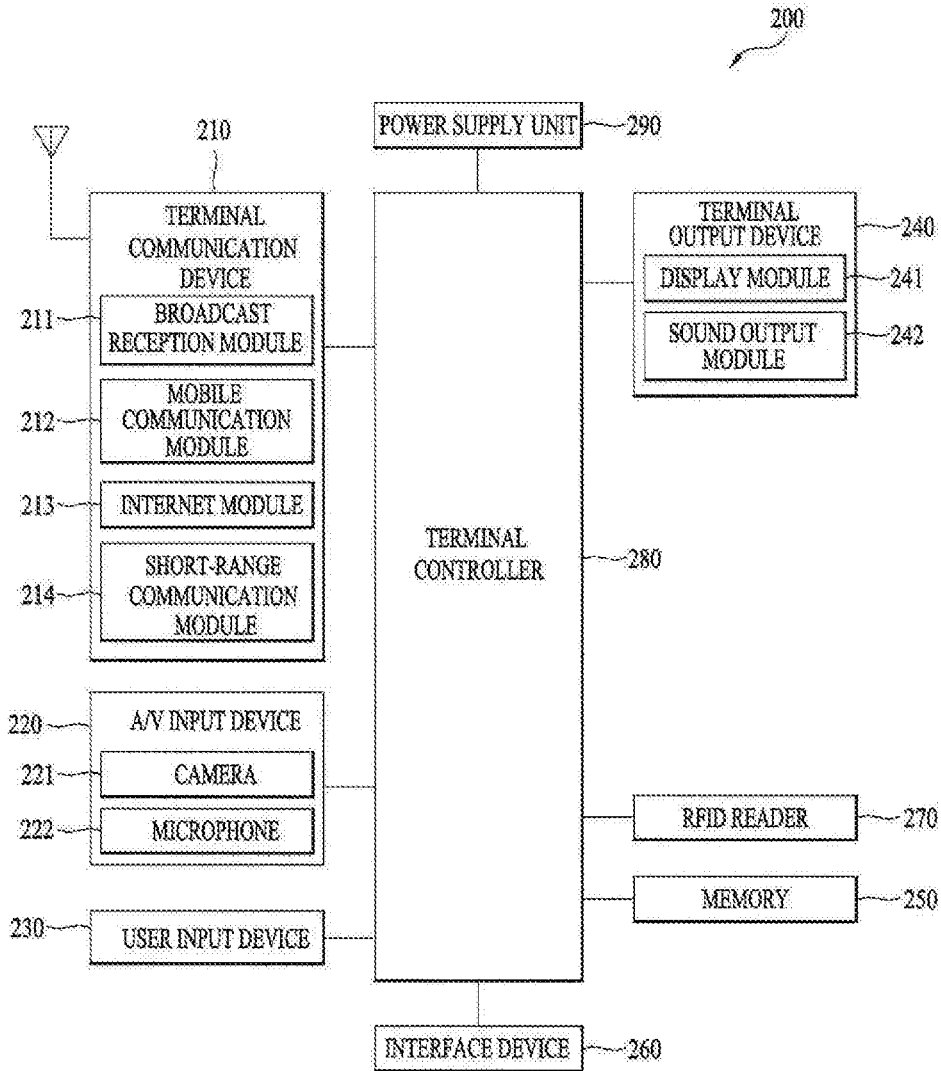 200
POWER SUPPLY UNIT
290
210
TERMINAL
COMMUNICATION
DEVICE
211
BROADCAST
RECEPTION MODULE
212
MOBILE
COMMUNICATION
MODULE
213
INTERNET MODULE
214
SHORT-RANGE
COMMUNICATION
MODULE
220
A/V INPUT DEVICE
221
CAMERA
222
MICROPHONE
230
USER INPUT DEVICE
TERMINAL
CONTROLLER
280
TERMINAL
OUTPUT DEVICE
240
DISPLAY MODULE
241
SOUND OUTPUT
MODULE
242
RFID READER
270
MEMORY
250
INTERFACE DEVICE
260